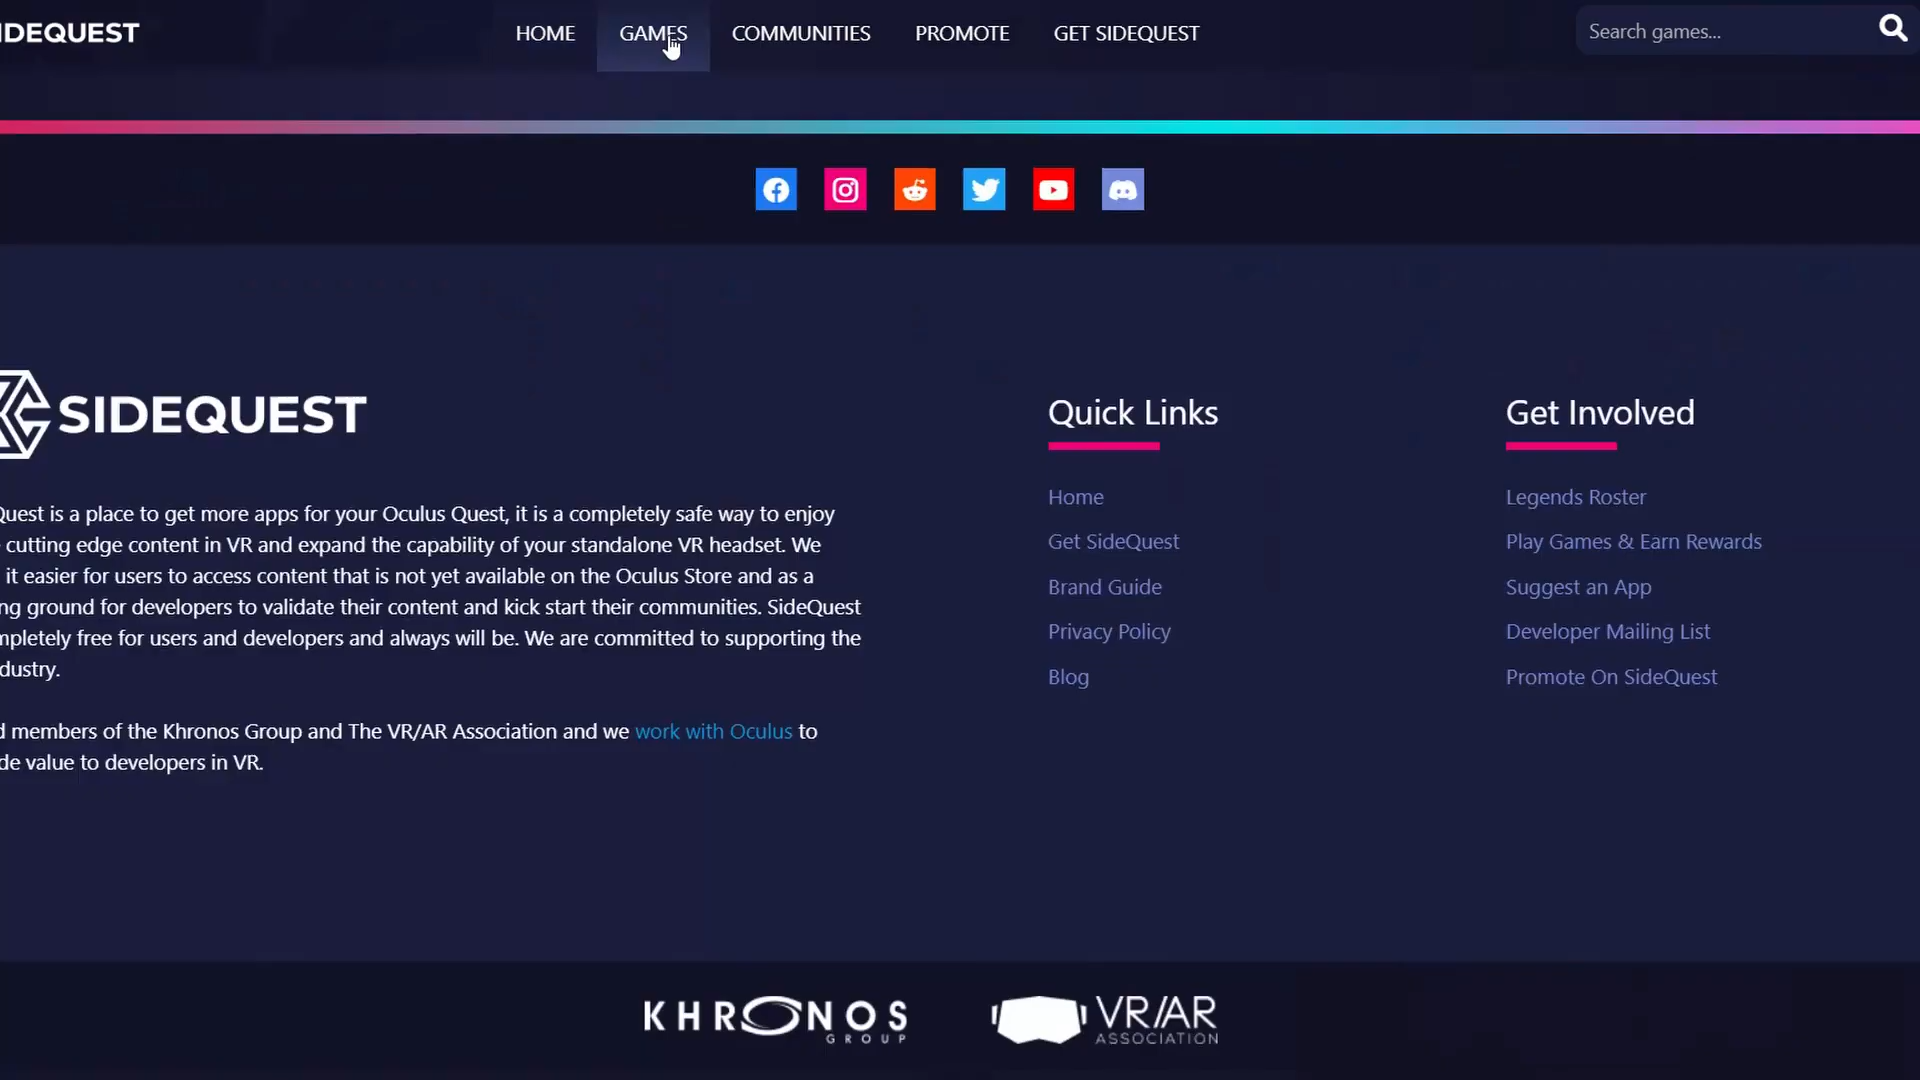 IDEQUEST
HOME GAMES COMMUNITIES PROMOTE GET SIDEQUEST
Search games...
SIDEQUEST
Quest is a place to get more apps for your Oculus Quest, it is a completely safe way to enjoy
cutting edge content in VR and expand the capability of your standalone VR headset. We
it easier for users to access content that is not yet available on the Oculus Store and as a
ng ground for developers to validate their content and kick start their communities. SideQuest
mpletely free for users and developers and always will be. We are committed to supporting the
dustry.
d members of the Khronos Group and The VR/AR Association and we work with Oculus to
de value to developers in VR.
Quick Links
Home
Get SideQuest
Brand Guide
Privacy Policy
Blog
Get Involved
Legends Roster
Play Games & Earn Rewards
Suggest an App
Developer Mailing List
Promote On SideQuest
KHRONOS
GROUP
VR/AR
ASSOCIATION